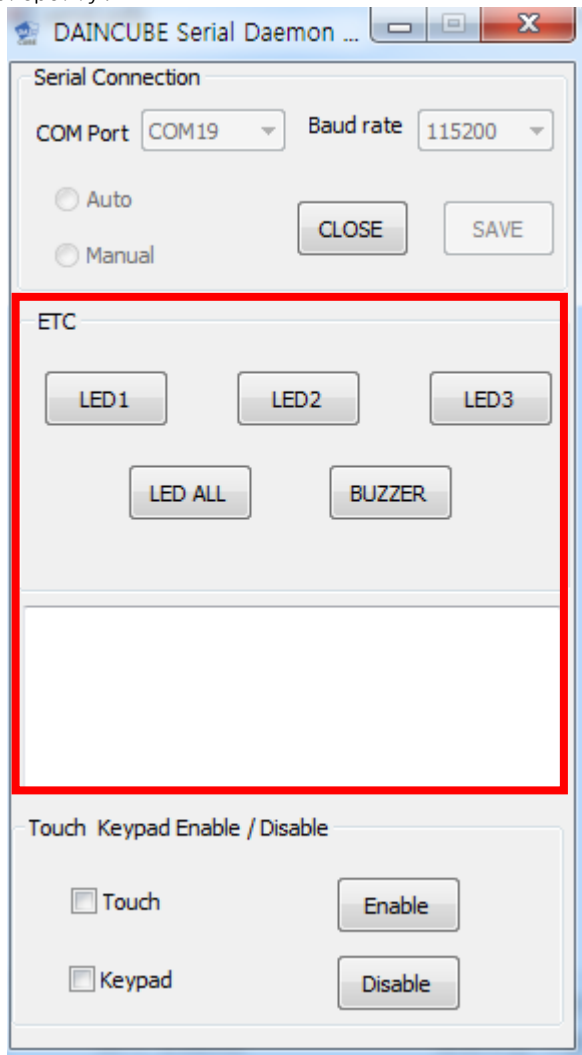 DAINCUBE Serial Daemon ...
Serial Connection
COM Port COM19 Baud rate 115200
Auto
CLOSE SAVE
Manual
ETC
LED1 LED2 LED3
LED ALL BUZZER
Touch Keypad Enable / Disable
Touch Enable
Keypad Disable